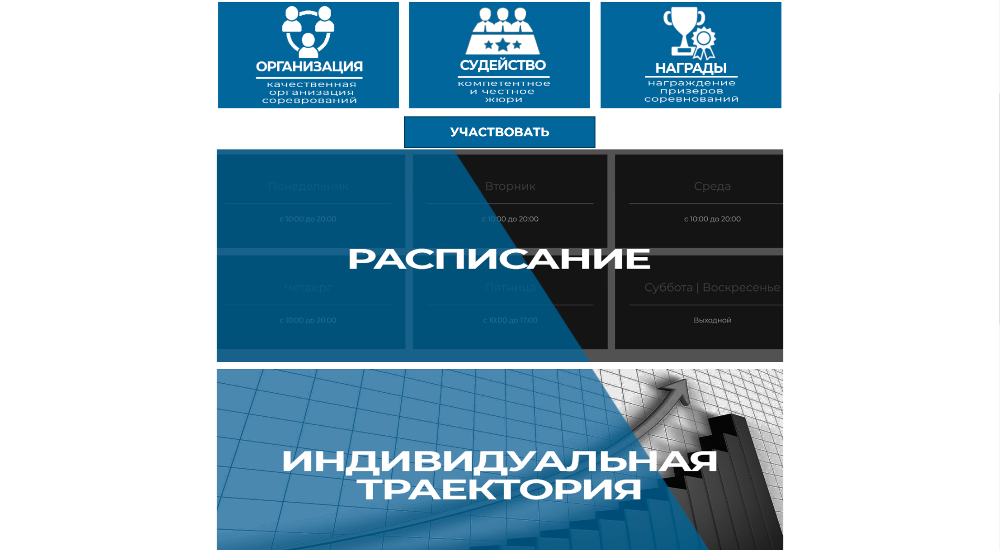 ОРГАНИЗАЦИЯ
качественная
организация
сореврований
СУДЕЙСТВО
компетентное
и честное
жюри
НАГРАДЫ
награждение
призеров
соревнований
УЧАСТВОВАТЬ
Понедельник
с 10:00 до 20:00
Вторник
с 10:00 до 20:00
Среда
с 10:00 до 20:00
РАСПИСАНИЕ
Четверг
с 10:00 до 20:00
Пятница
с 10:00 до 17:00
Суббота | Воскресенье
Выходной
ИНДИВИДУАЛЬНАЯ
ТРАЕКТОРИЯ